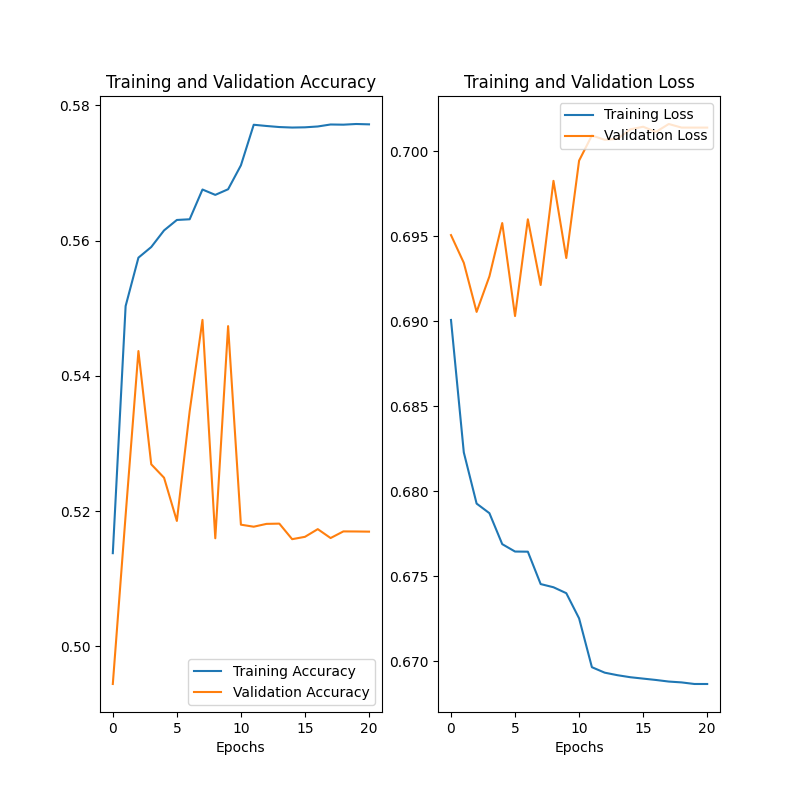 Training and Validation Accuracy
0.58
0.56
0.54
0.52
0.50
0
5
10
15
20
Epochs
Training Accuracy
Validation Accuracy
Training and Validation Loss
0.700
0.695
0.690
0.685
0.680
0.675
0.670
0
5
10
15
20
Epochs
Training Loss
Validation Loss